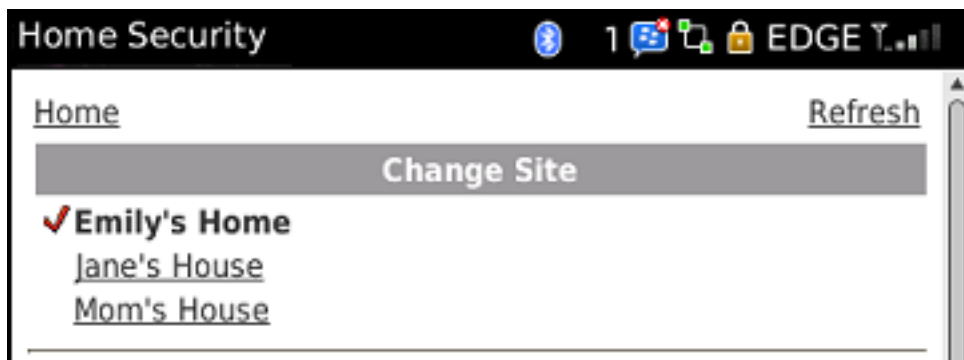 Home Security 1 EDGE
Home Refresh
Change Site
Emily's Home
Jane's House
Mom's House